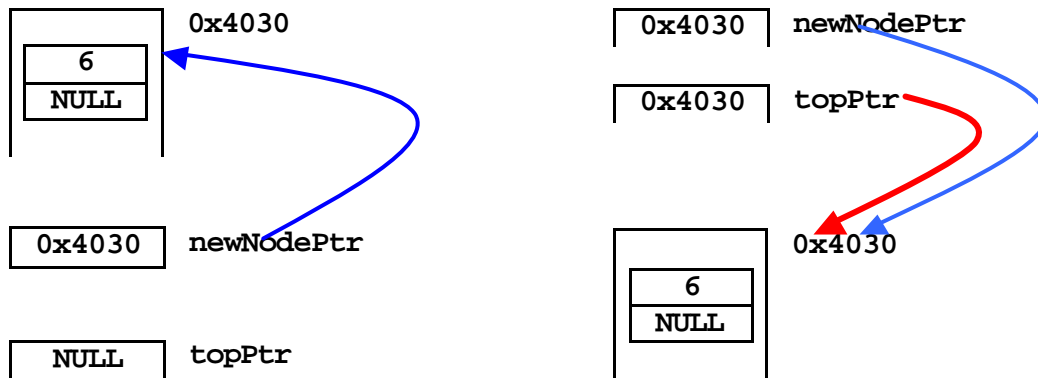 0x4030
6
NULL
0x4030 newNodePtr
NULL topPtr
0x4030 newNodePtr
0x4030 topPtr
0x4030
6
NULL